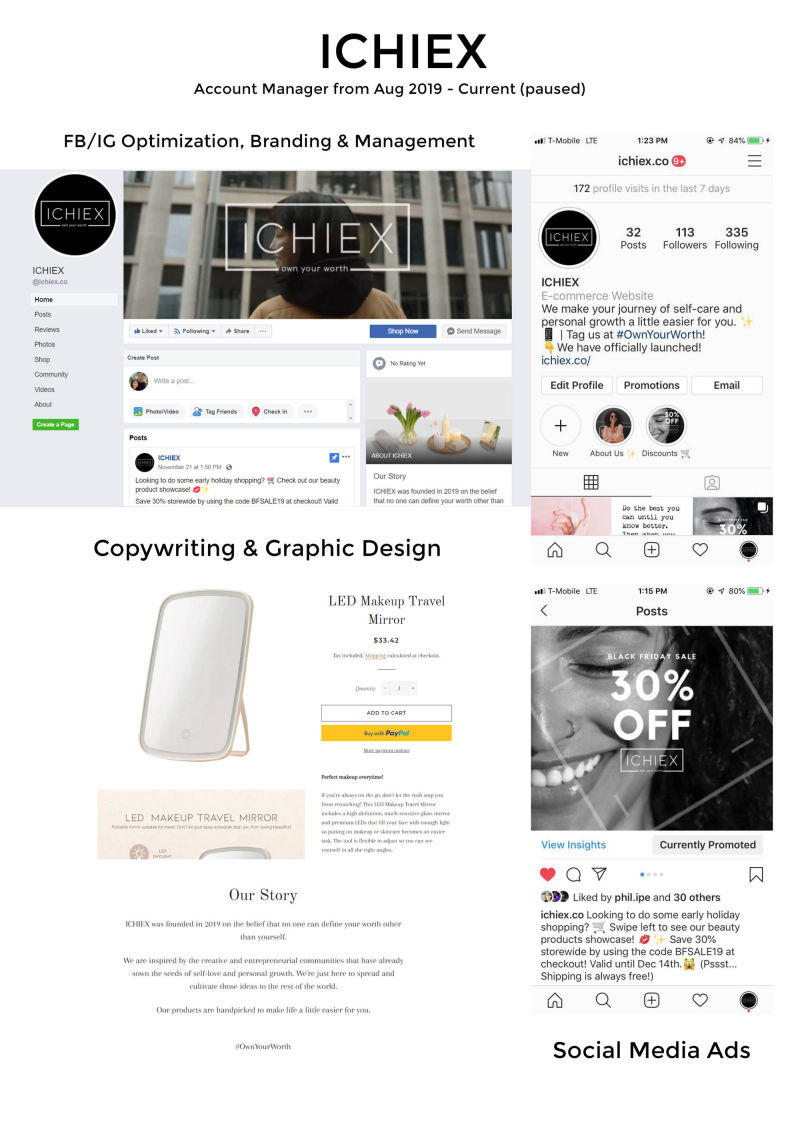 ICHIEX
Account Manager from Aug 2019 - Current (paused)
FB/IG Optimization, Branding & Management
ICHIEX
own your worth
ICHIEX
@ichiex.co
Home
Posts
Reviews
Photos
Shop
Community
Videos
About
Create a Page
ICHIEX
own your worth
Liked
Following
Share
Shop Now
Send Message
Create Post
Write a post...
Photo/Video
Tag Friends
Check in
Posts
ICHIEX
November 21 at 1:50 PM
Looking to do some early holiday shopping? 🛒 Check out our beauty
product showcase! 💋✨
Save 30% storewide by using the code BFSALE19 at checkout! Valid
No Rating Yet
ABOUT ICHIEX
Our Story
ICHIEX was founded in 2019 on the belief
that no one can define your worth other than
T-Mobile LTE 1:23 PM 84%
ichiex.co 9+
172 profile visits in the last 7 days
ICHIEX
32 113 335
Posts Followers Following
ICHIEX
E-commerce Website
We make your journey of self-care and
personal growth a little easier for you. ✨
📱 | Tag us at #OwnYourWorth!
👇We have officially launched!
ichiex.co/
Edit Profile Promotions Email
30%
OFF
New About Us ✨ Discounts 🛒
Do the best you
can until you
know better.
Then when you
30%
Copywriting & Graphic Design
LED Makeup Travel
Mirror
$33.42
Tax included. Shipping calculated at checkout.
Quantity - 1 +
ADD TO CART
Buy with PayPal
More payment options
Perfect makeup everytime!
If you're always on the go, don't let the rush stop you
from retouching! This LED Makeup Travel Mirror
includes a high definition, touch-sensitive glass mirror
and premium LEDs that fill your face with enough light
so putting on makeup or skincare becomes an easier
task. The tool is flexible to adjust so you can see
yourself in all the right angles.
LED MAKEUP TRAVEL MIRROR
Portable mirror suitable for travel. Don't let your busy schedule stop you from being beautiful!
LED
Our Story
ICHIEX was founded in 2019 on the belief that no one can define your worth other
than yourself.
We are inspired by the creative and entrepreneurial communities that have already
sown the seeds of self-love and personal growth. We're just here to spread and
cultivate those ideas to the rest of the world.
Our products are handpicked to make life a little easier for you.
#OwnYourWorth
T-Mobile LTE 1:15 PM 80%
Posts
BLACK FRIDAY SALE
30%
OFF
ICHIEX
own your worth
View Insights Currently Promoted
Liked by phil.ipe and 30 others
ichiex.co Looking to do some early holiday
shopping? 🛒 Swipe left to see our beauty
products showcase! 💋 ✨ Save 30%
storewide by using the code BFSALE19 at
checkout! Valid until Dec 14th.🙀 (Pssst...
Shipping is always free!)
Social Media Ads